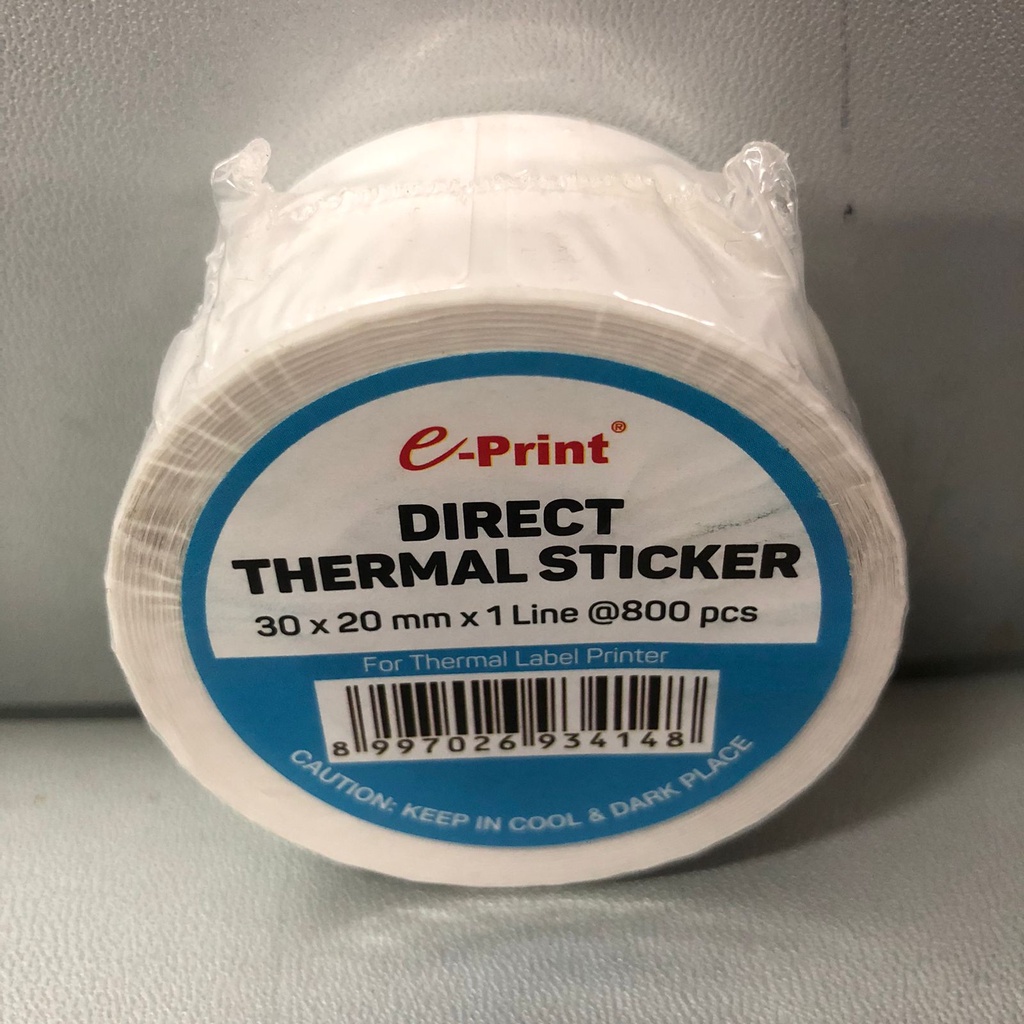 e-Print®
DIRECT
THERMAL STICKER
30 x 20 mm x 1 Line @800 pcs
For Thermal Label Printer
8 997026 934148
CAUTION: KEEP IN COOL & DARK PLACE